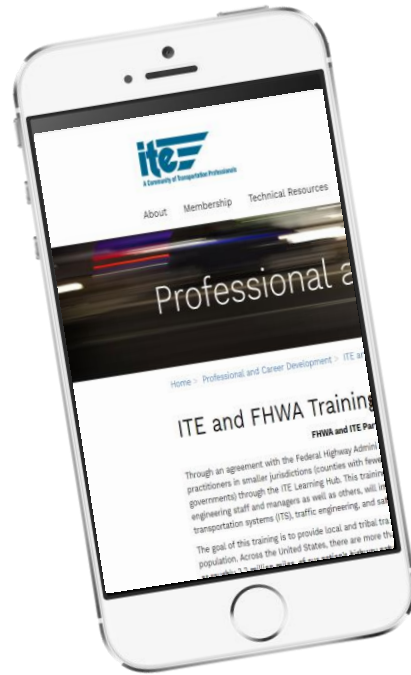 ite
A Community of Transportation Professionals
About Membership Technical Resources
Professional a
Home > Professional and Career Development > ITE an
ITE and FHWA Training
FHWA and ITE Par
Through an agreement with the Federal Highway Admini
practitioners in smaller jurisdictions (counties with fewe
governments) through the ITE Learning Hub. This trainin
engineering staff and managers as well as others, will in
transportation systems (ITS), traffic engineering, and saf
The goal of this training is to provide local and tribal tra
population. Across the United States, there are more th